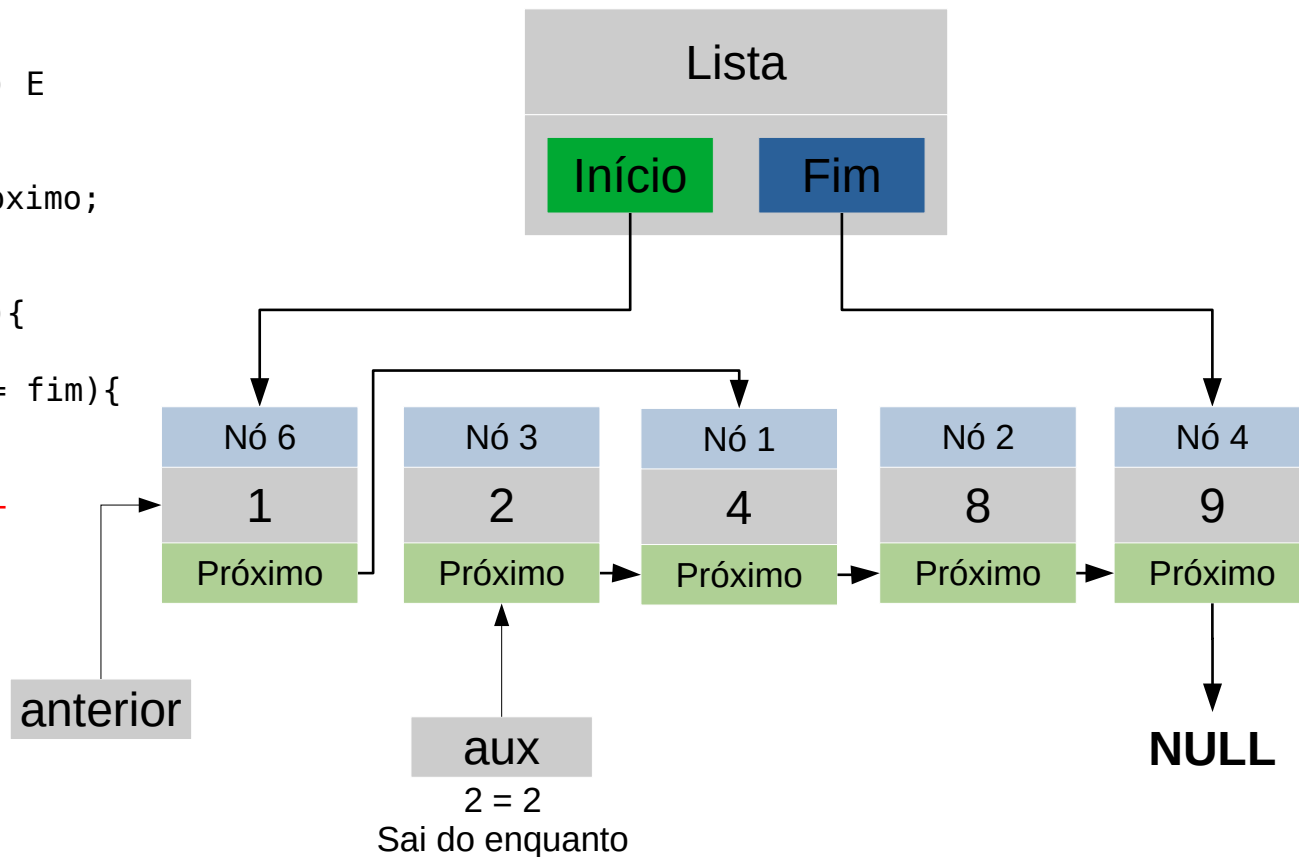 E
oximo;
{
= fim){
Lista
Início
Fim
Nó 6
1
Próximo
Nó 3
2
Próximo
Nó 1
4
Próximo
Nó 2
8
Próximo
Nó 4
9
Próximo
anterior
aux
2 = 2
Sai do enquanto
NULL